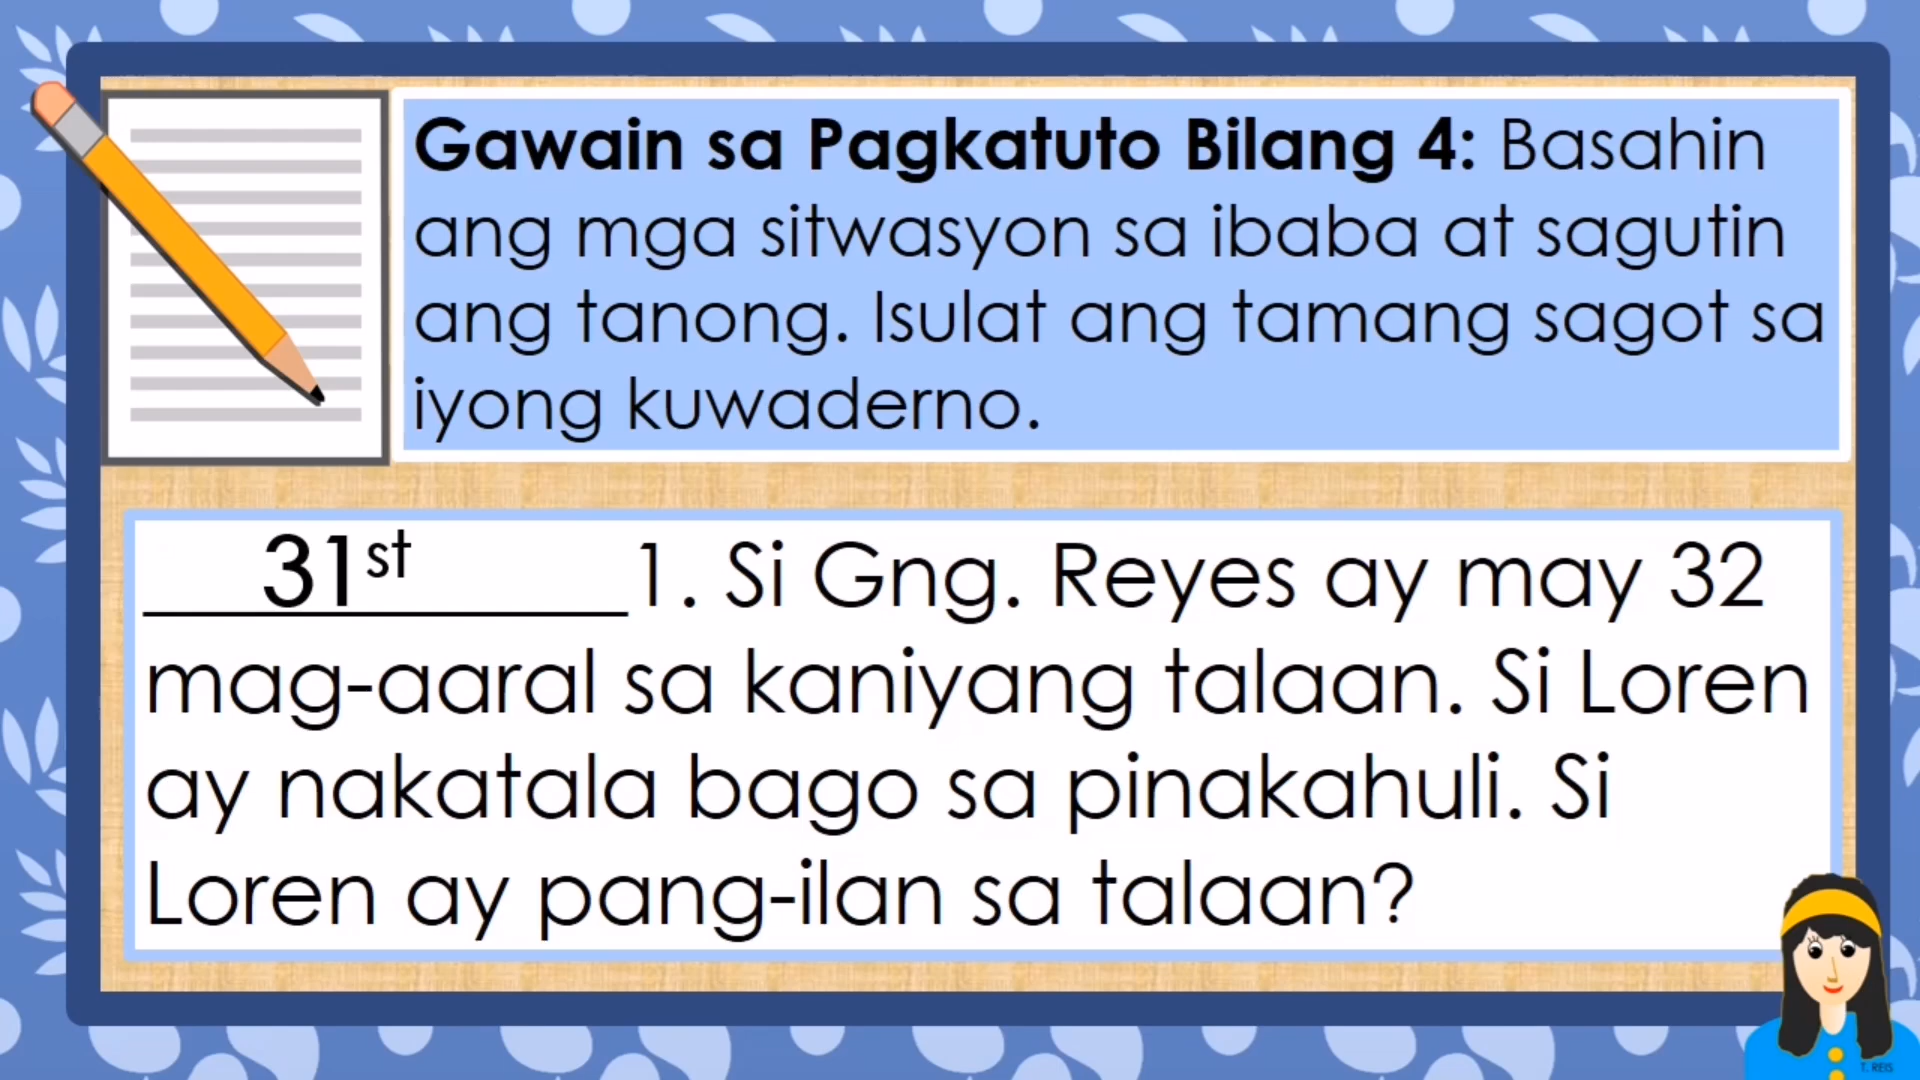 Gawain sa Pagkatuto Bilang 4: Basahin
ang mga sitwasyon sa ibaba at sagutin
ang tanong. Isulat ang tamang sagot sa
iyong kuwaderno.
31st 1. Si Gng. Reyes ay may 32
mag-aaral sa kaniyang talaan. Si Loren
ay nakatala bago sa pinakahuli. Si
Loren ay pang-ilan sa talaan?
T. REIS